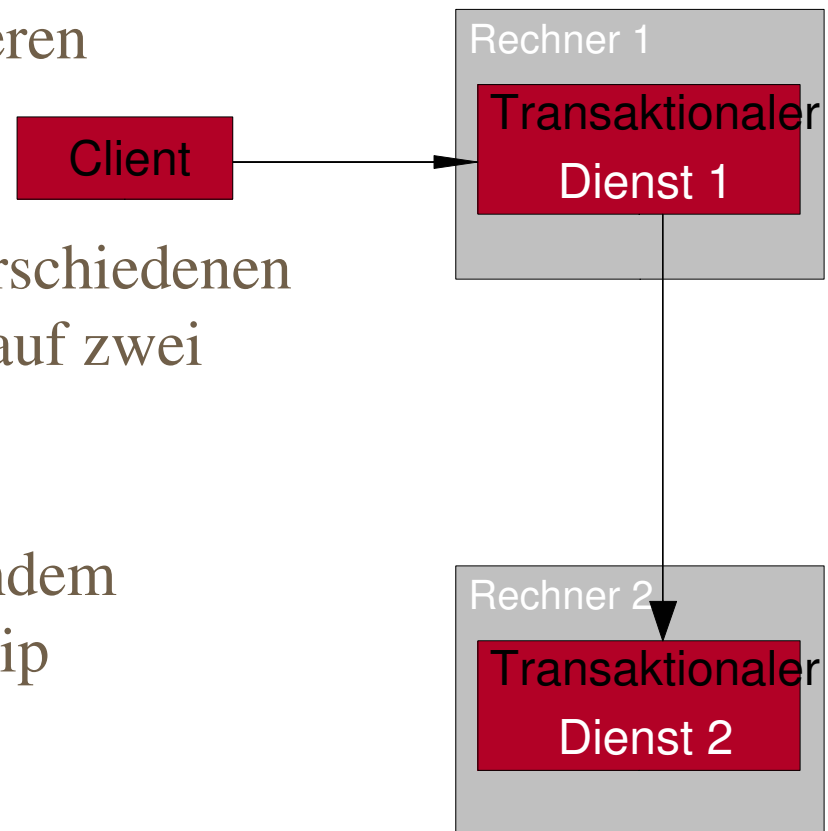 eren
rschiedenen
auf zwei
ndem
ip
Client
Rechner 1
Transaktionaler
Dienst 1
Rechner 2
Transaktionaler
Dienst 2